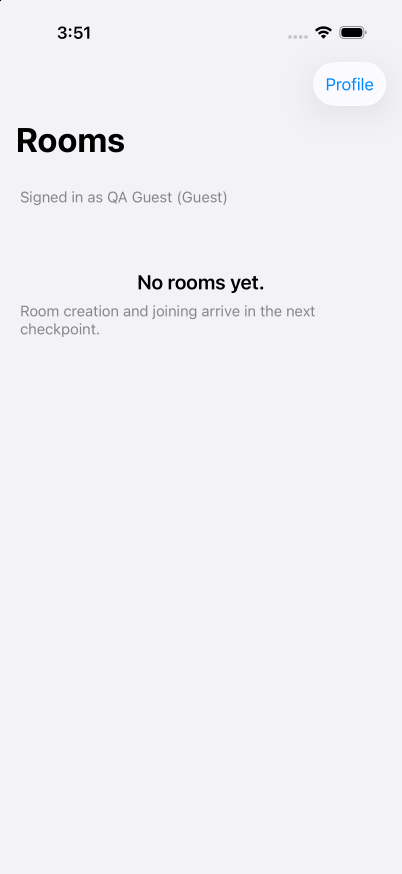 3:51
Profile
Rooms
Signed in as QA Guest (Guest)
No rooms yet.
Room creation and joining arrive in the next
checkpoint.